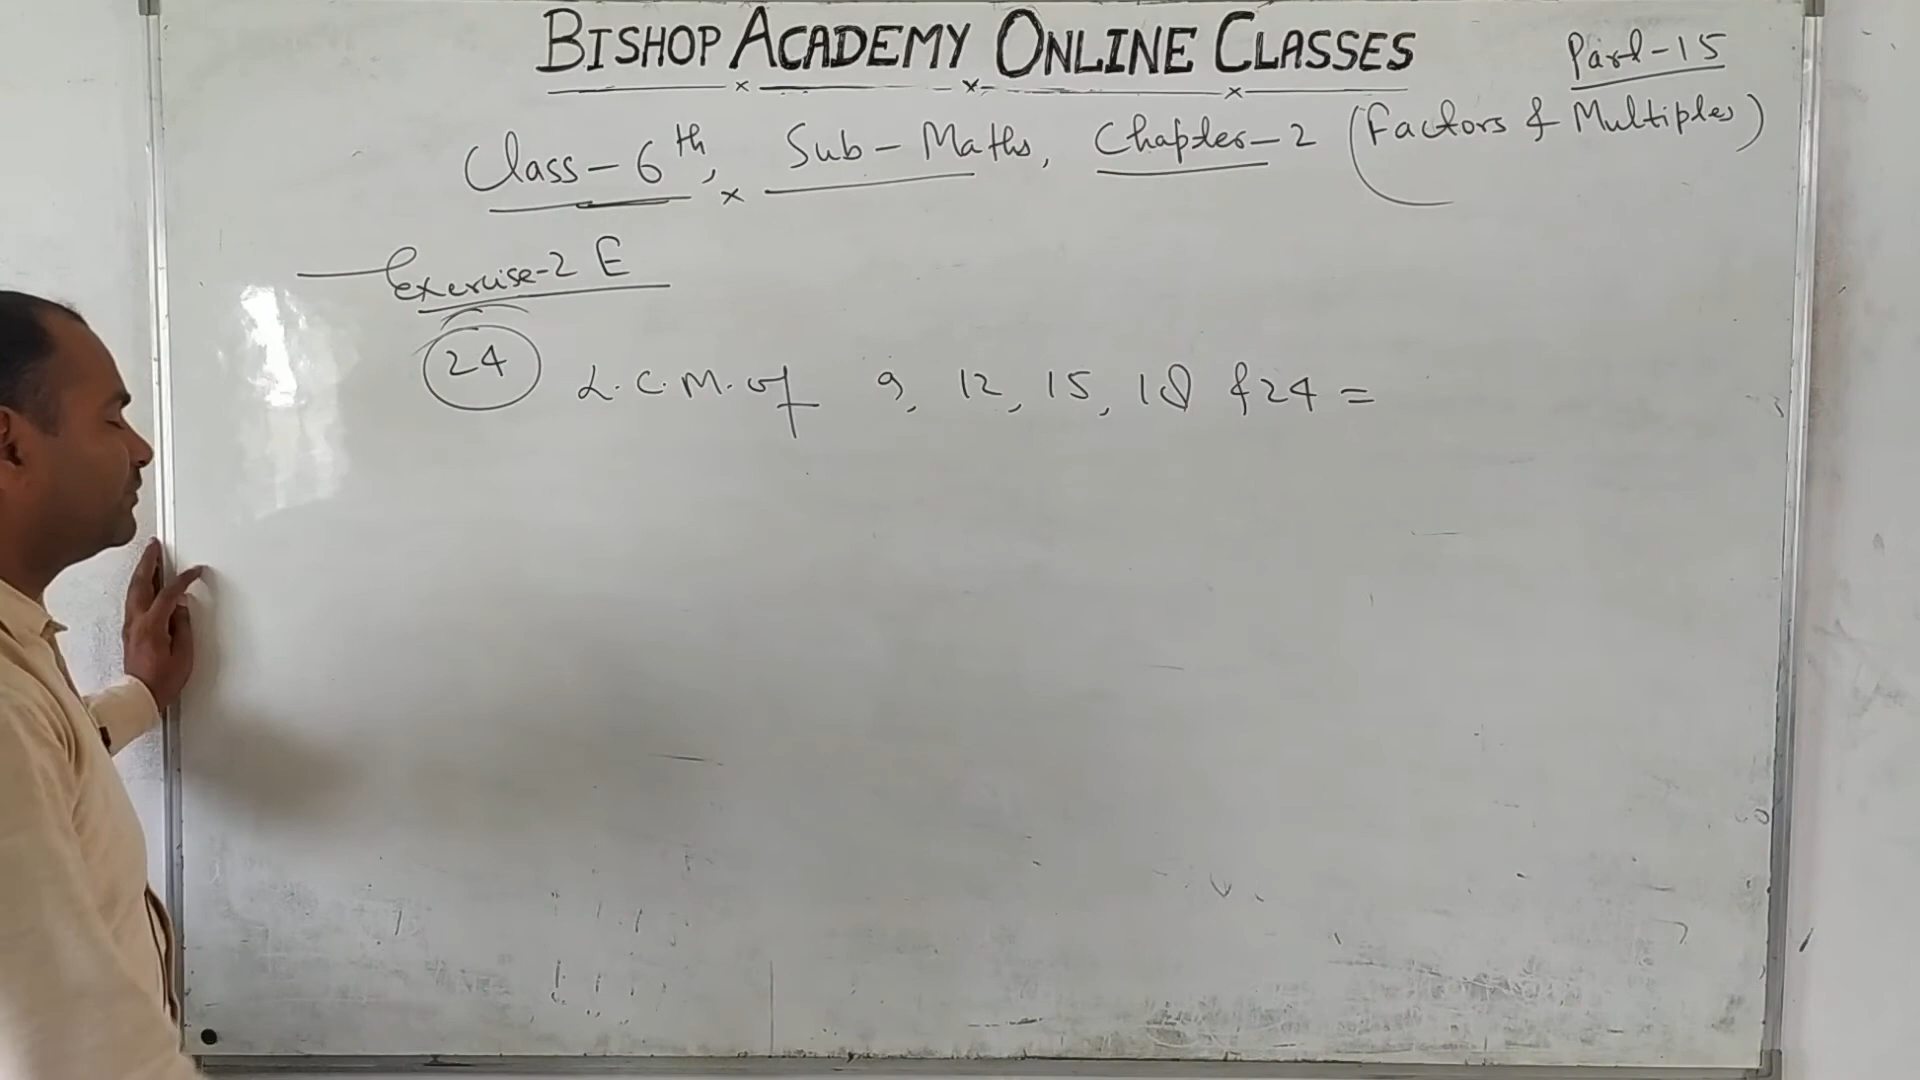 BISHOP ACADEMY ONLINE CLASSES
Part-15
Class-6th, Sub-Maths, Chapter-2 (Factors & Multiples)
Exercise-2 E
24 L.C.M. of 9, 12, 15, 18 & 24 =